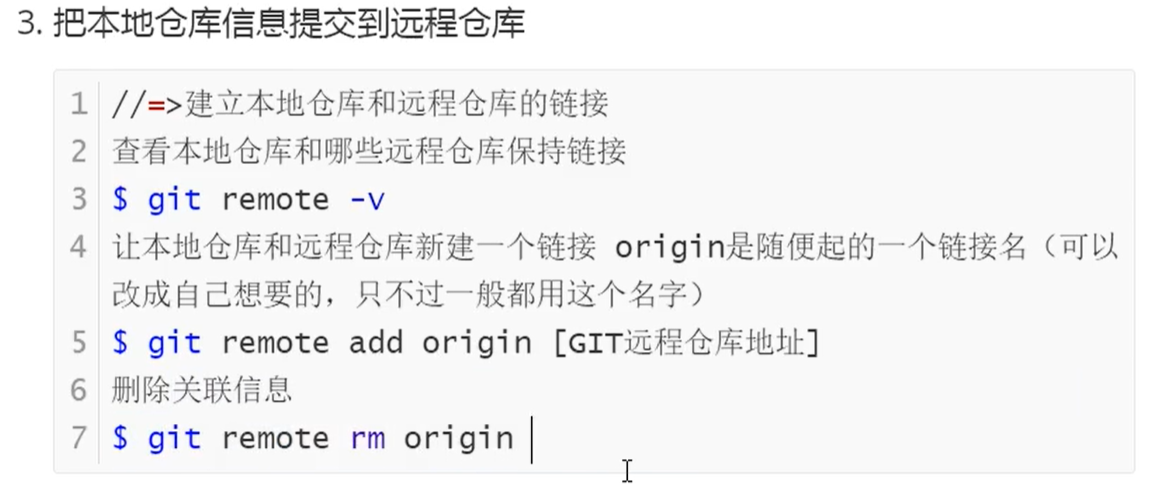 3. 把本地仓库信息提交到远程仓库
1 //=>建立本地仓库和远程仓库的链接
2 查看本地仓库和哪些远程仓库保持链接
3 $ git remote -v
4 让本地仓库和远程仓库新建一个链接 origin是随便起的一个链接名（可以
改成自己想要的，只不过一般都用这个名字）
5 $ git remote add origin [GIT远程仓库地址]
6 删除关联信息
7 $ git remote rm origin